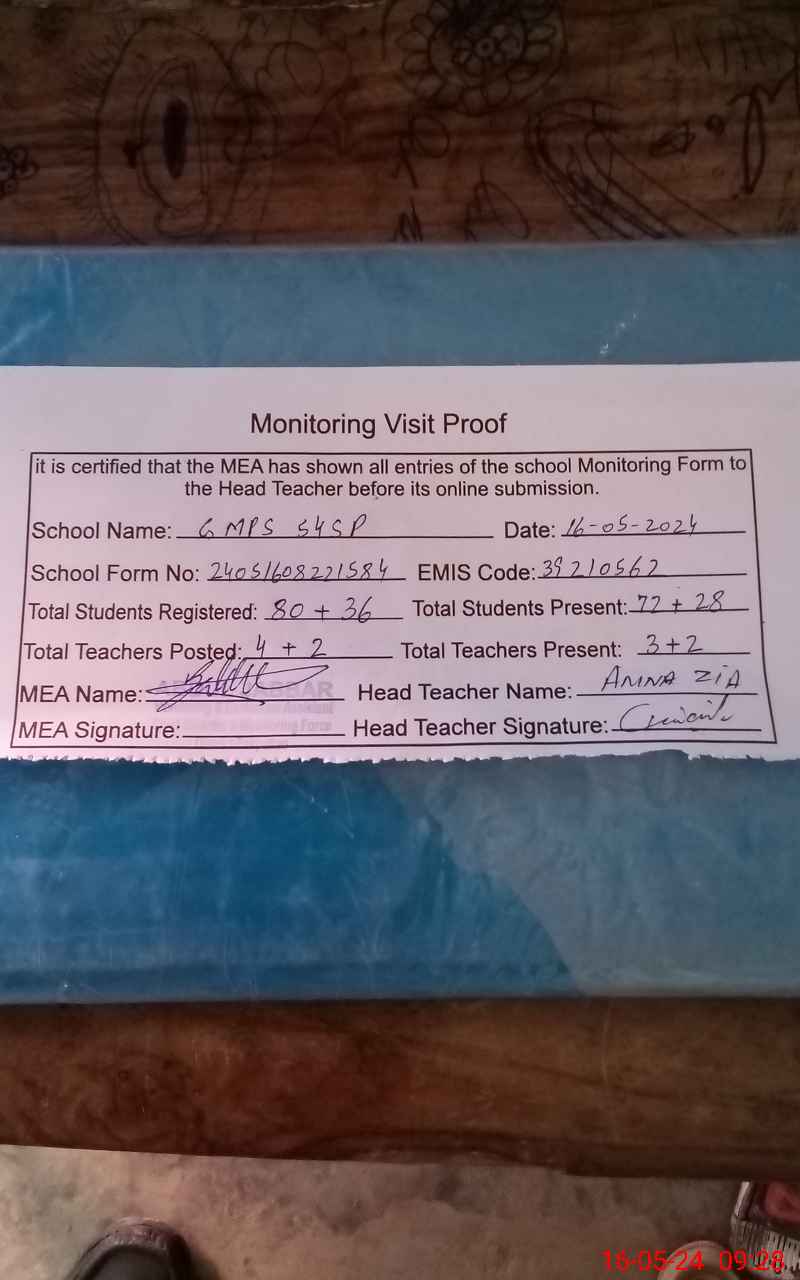 Monitoring Visit Proof
it is certified that the MEA has shown all entries of the school Monitoring Form to
the Head Teacher before its online submission.
School Name: GMPS 54SP Date: 16-05-2024
School Form No: 24051608221584 EMIS Code: 39210562
Total Students Registered: 80 + 36 Total Students Present: 72 + 28
Total Teachers Posted: 4 + 2 Total Teachers Present: 3+2
MEA Name: Head Teacher Name: AMNA ZIA
MEA Signature: Head Teacher Signature:
16-05-24 09:28